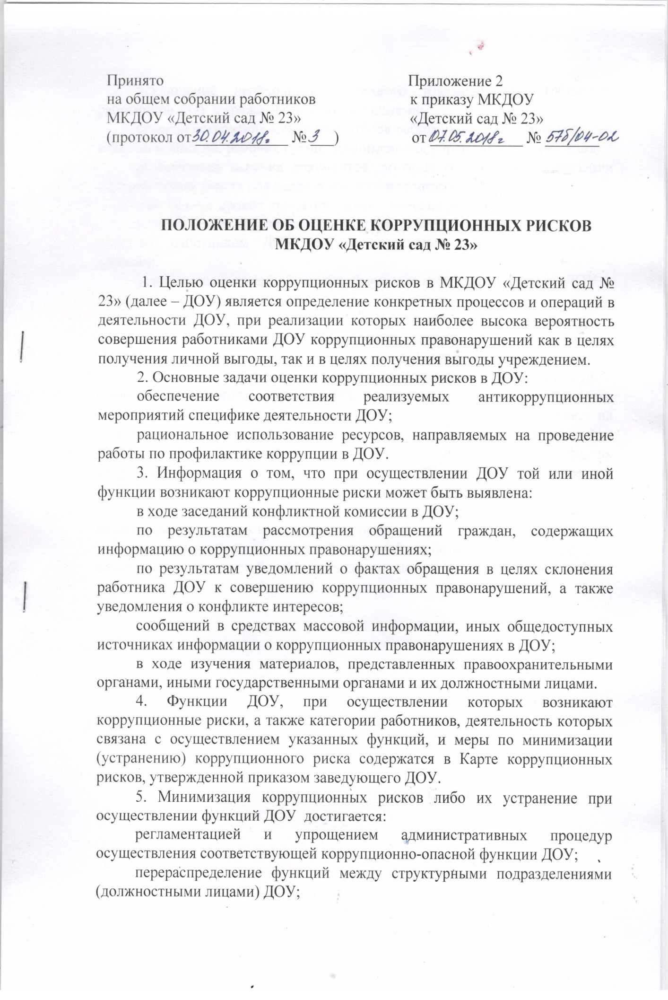 Принято
на общем собрании работников
МКДОУ «Детский сад № 23»
(протокол от 30.04.2018г № 3)
Приложение 2
к приказу МКДОУ
«Детский сад № 23»
от 07.05.2018г № 57б/04-02
ПОЛОЖЕНИЕ ОБ ОЦЕНКЕ КОРРУПЦИОННЫХ РИСКОВ
МКДОУ «Детский сад № 23»
1. Целью оценки коррупционных рисков в МКДОУ «Детский сад №
23» (далее – ДОУ) является определение конкретных процессов и операций в
деятельности ДОУ, при реализации которых наиболее высока вероятность
совершения работниками ДОУ коррупционных правонарушений как в целях
получения личной выгоды, так и в целях получения выгоды учреждением.
2. Основные задачи оценки коррупционных рисков в ДОУ:
обеспечение соответствия реализуемых антикоррупционных
мероприятий специфике деятельности ДОУ;
рациональное использование ресурсов, направляемых на проведение
работы по профилактике коррупции в ДОУ.
3. Информация о том, что при осуществлении ДОУ той или иной
функции возникают коррупционные риски может быть выявлена:
в ходе заседаний конфликтной комиссии в ДОУ;
по результатам рассмотрения обращений граждан, содержащих
информацию о коррупционных правонарушениях;
по результатам уведомлений о фактах обращения в целях склонения
работника ДОУ к совершению коррупционных правонарушений, а также
уведомления о конфликте интересов;
сообщений в средствах массовой информации, иных общедоступных
источниках информации о коррупционных правонарушениях в ДОУ;
в ходе изучения материалов, представленных правоохранительными
органами, иными государственными органами и их должностными лицами.
4. Функции ДОУ, при осуществлении которых возникают
коррупционные риски, а также категории работников, деятельность которых
связана с осуществлением указанных функций, и меры по минимизации
(устранению) коррупционного риска содержатся в Карте коррупционных
рисков, утвержденной приказом заведующего ДОУ.
5. Минимизация коррупционных рисков либо их устранение при
осуществлении функций ДОУ достигается:
регламентацией и упрощением административных процедур
осуществления соответствующей коррупционно-опасной функции ДОУ;
перераспределение функций между структурными подразделениями
(должностными лицами) ДОУ;